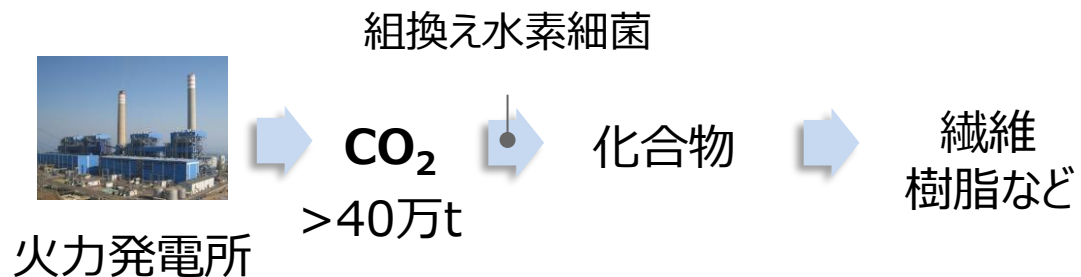 組換え水素細菌
火力発電所
CO₂
>40万t
化合物
繊維
樹脂など